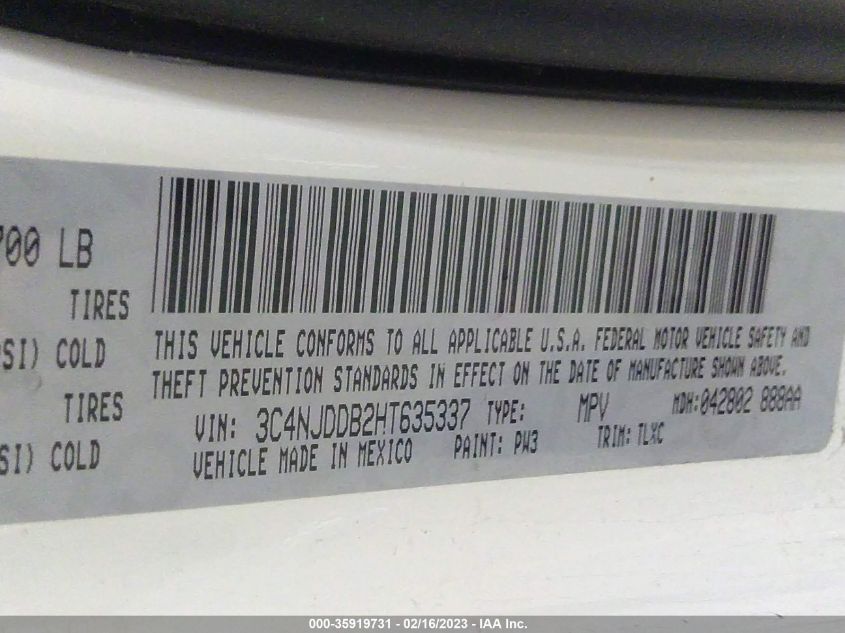 700 LB
TIRES
SI) COLD
TIRES
SI) COLD
THIS VEHICLE CONFORMS TO ALL APPLICABLE U.S.A. FEDERAL MOTOR VEHICLE SAFETY AND
THEFT PREVENTION STANDARDS IN EFFECT ON THE DATE OF MANUFACTURE SHOWN ABOVE.
VIN: 3C4NJDDB2HT635337 TYPE: MPV MDH:042802 888AA
VEHICLE MADE IN MEXICO PAINT: PW3 TRIM: TLXC
000-35919731 - 02/16/2023 - IAA Inc.